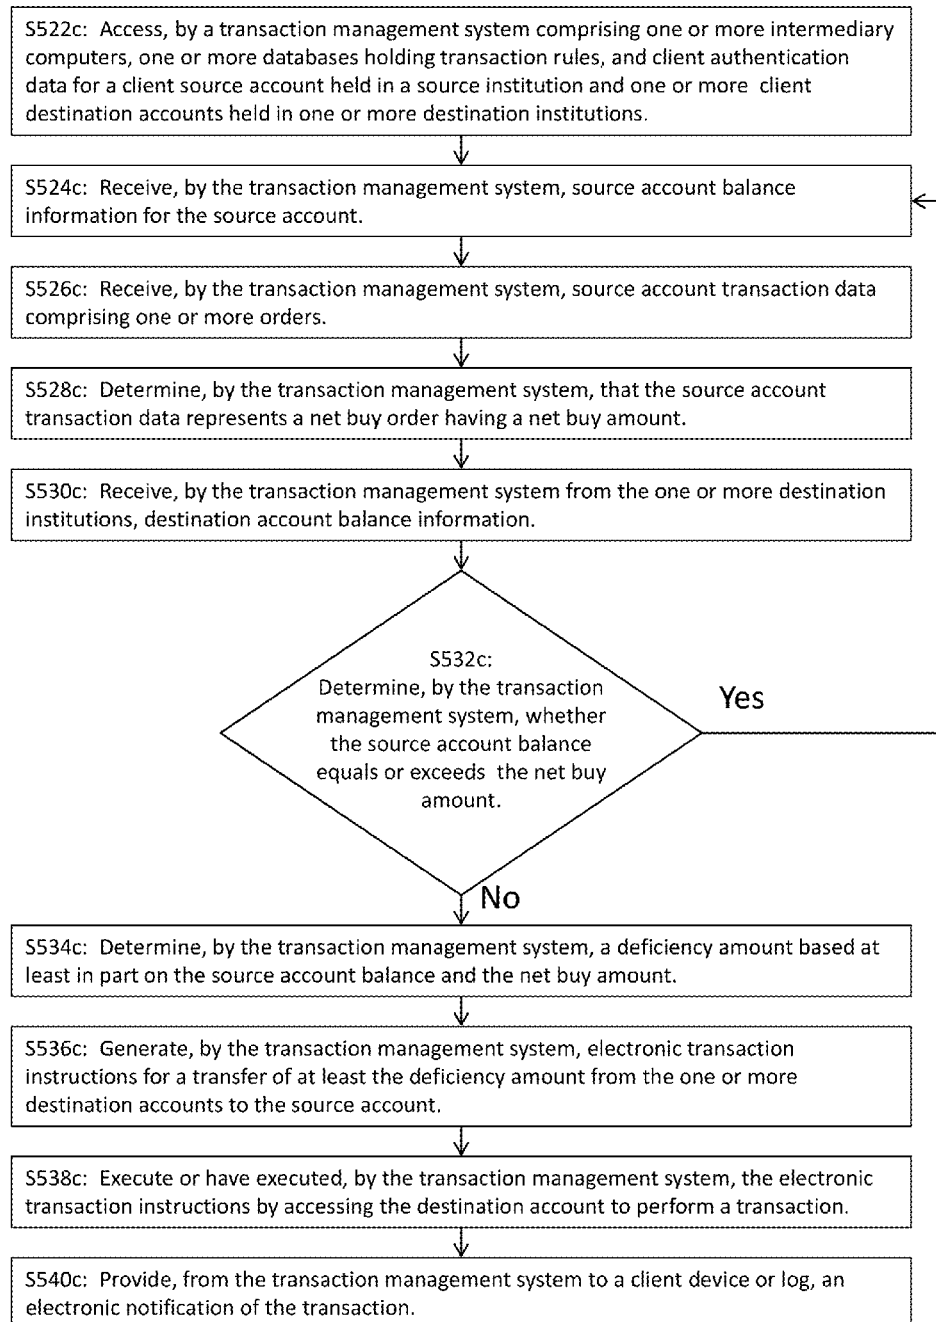 S522c: Access, by a transaction management system comprising one or more intermediary
computers, one or more databases holding transaction rules, and client authentication
data for a client source account held in a source institution and one or more client
destination accounts held in one or more destination institutions.
S524c: Receive, by the transaction management system, source account balance
information for the source account.
S526c: Receive, by the transaction management system, source account transaction data
comprising one or more orders.
S528c: Determine, by the transaction management system, that the source account
transaction data represents a net buy order having a net buy amount.
S530c: Receive, by the transaction management system from the one or more destination
institutions, destination account balance information.
S532c:
Determine, by the transaction
management system, whether
the source account balance
equals or exceeds the net buy
amount.
Yes
No
S534c: Determine, by the transaction management system, a deficiency amount based at
least in part on the source account balance and the net buy amount.
S536c: Generate, by the transaction management system, electronic transaction
instructions for a transfer of at least the deficiency amount from the one or more
destination accounts to the source account.
S538c: Execute or have executed, by the transaction management system, the electronic
transaction instructions by accessing the destination account to perform a transaction.
S540c: Provide, from the transaction management system to a client device or log, an
electronic notification of the transaction.